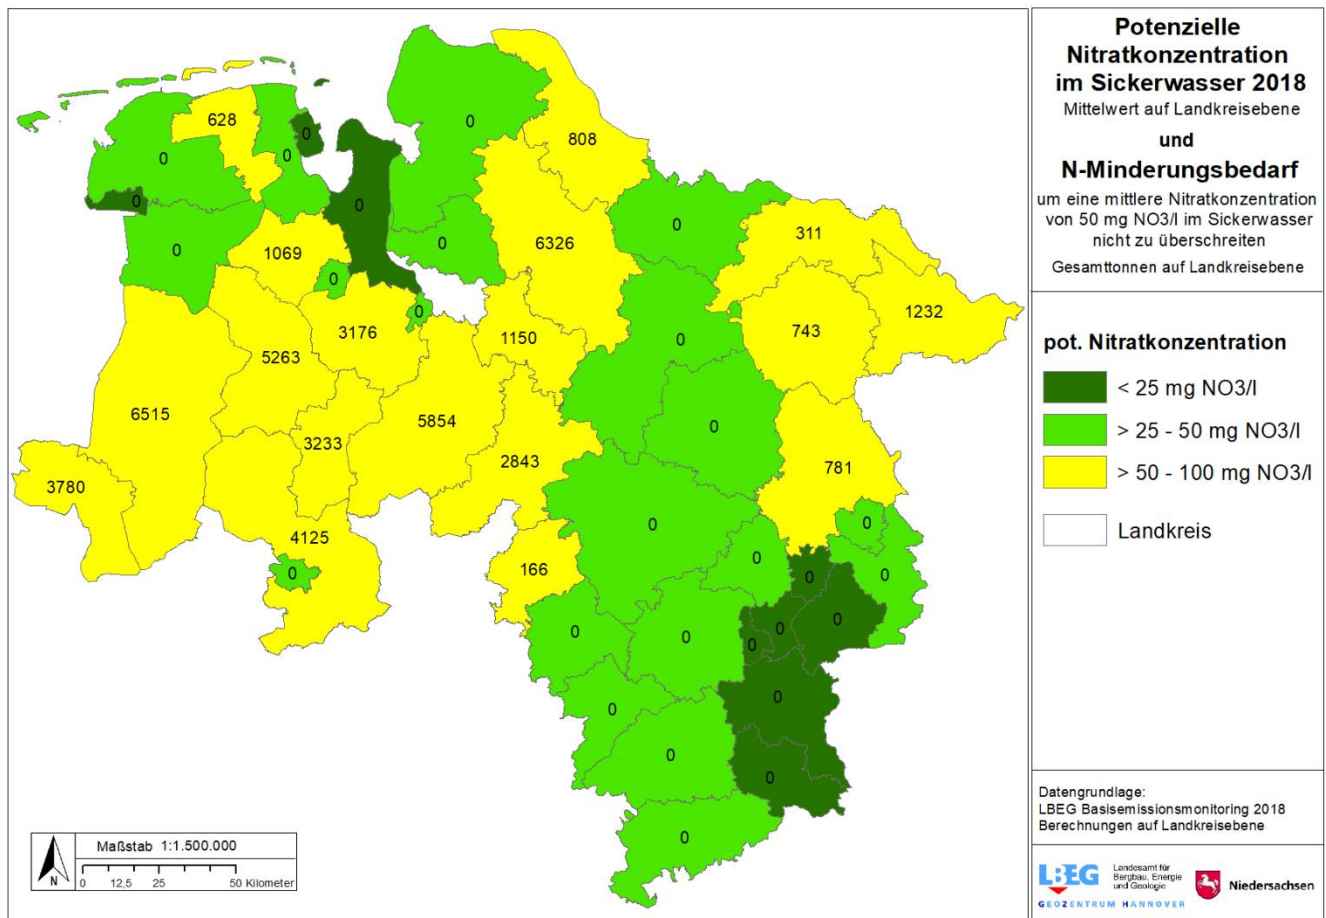 Potenzielle
Nitratkonzentration
im Sickerwasser 2018
Mittelwert auf Landkreisebene
und
N-Minderungsbedarf
um eine mittlere Nitratkonzentration
von 50 mg NO3/l im Sickerwasser
nicht zu überschreiten
Gesamttonnen auf Landkreisebene
pot. Nitratkonzentration
< 25 mg NO3/l
> 25 - 50 mg NO3/l
> 50 - 100 mg NO3/l
Landkreis
Datengrundlage:
LBEG Basisemissionsmonitoring 2018
Berechnungen auf Landkreisebene
LBEG
Landesamt für
Bergbau, Energie
und Geologie
GEOZENTRUM HANNOVER
Niedersachsen
628
0
0
808
0
0
0
0
0
0
0
0
311
1069
6326
0
1232
3176
0
1150
0
743
5263
6515
5854
0
3233
2843
781
3780
4125
0
0
0
0
166
0
0
0
0
0
0
0
0
0
0
0
0
0
N
Maßstab 1:1.500.000
0 12,5 25 50 Kilometer